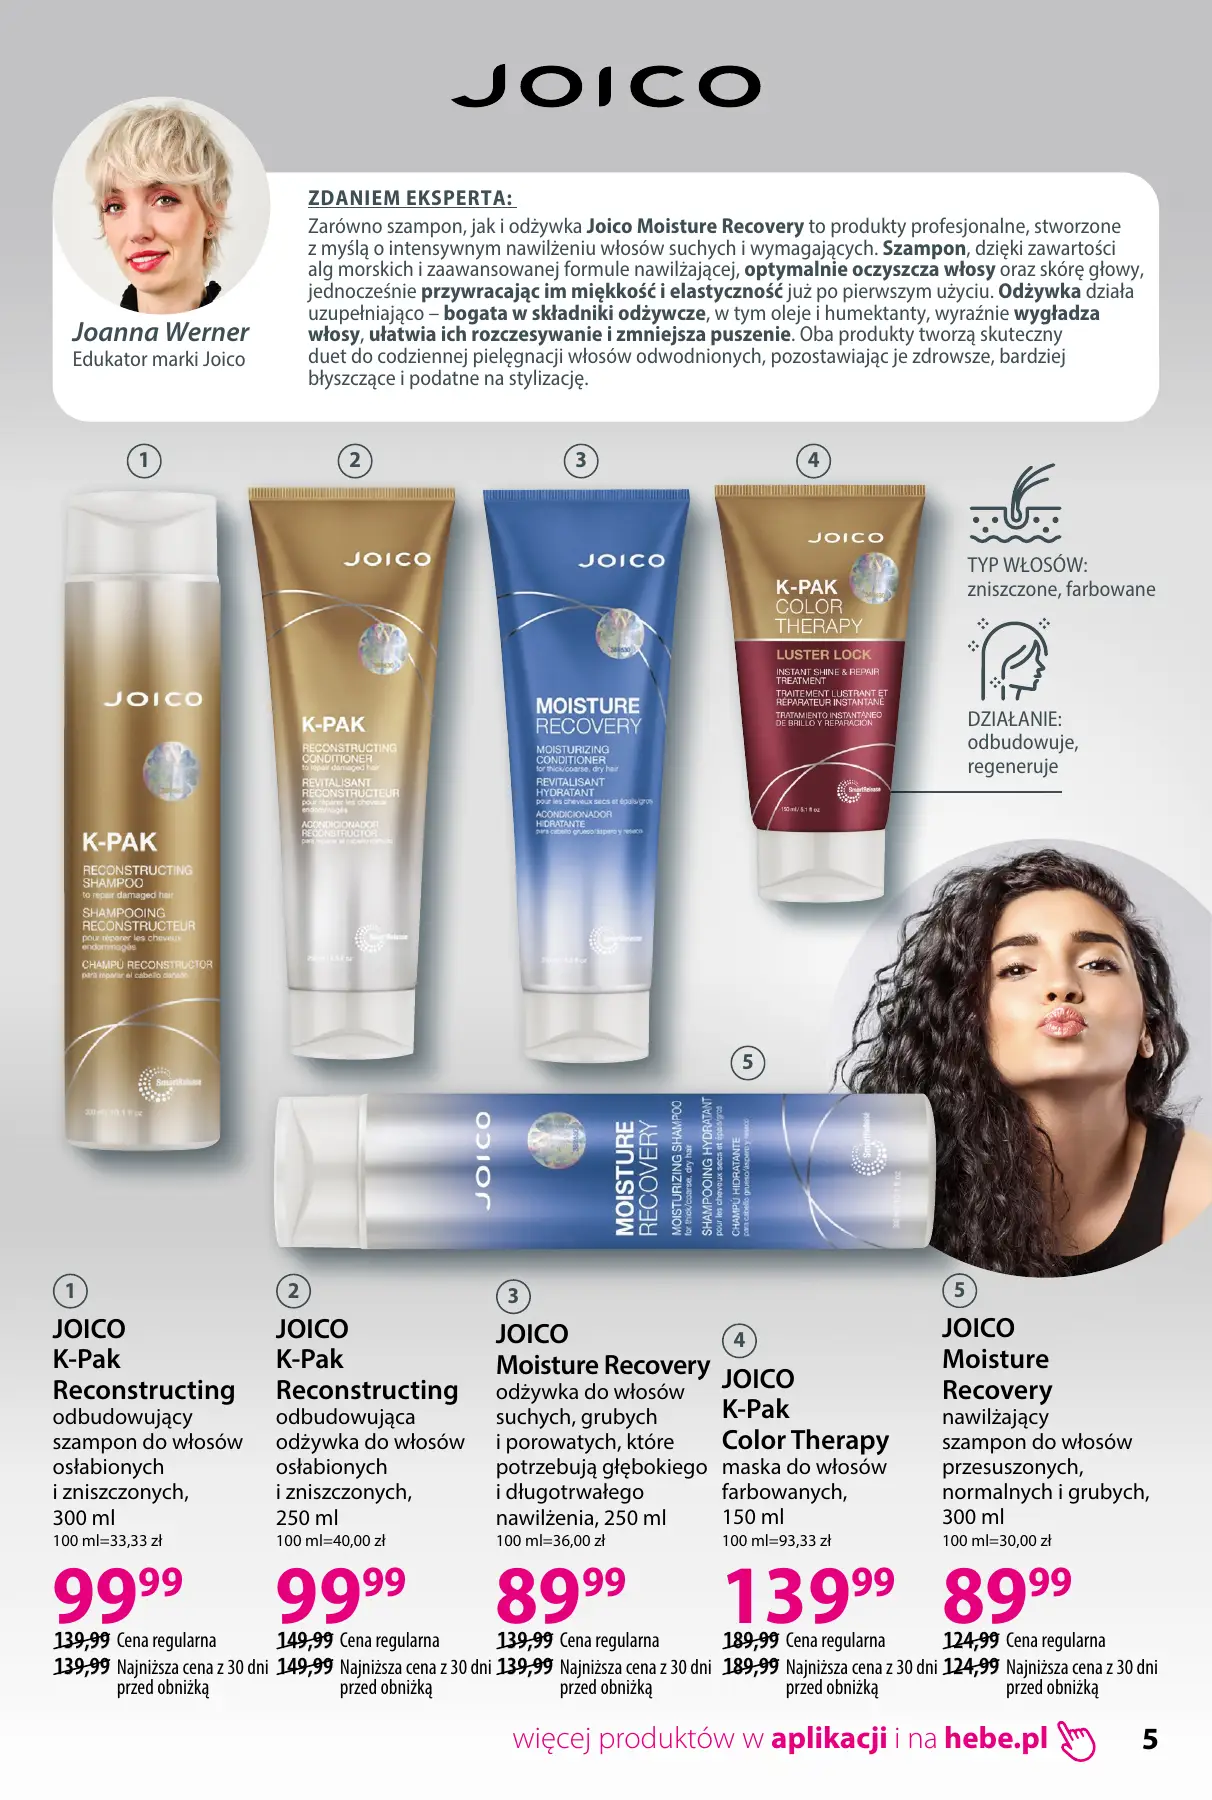 JOICO
ZDANIEM EKSPERTA:
Zarówno szampon, jak i odżywka Joico Moisture Recovery to produkty profesjonalne, stworzone
z myślą o intensywnym nawilżeniu włosów suchych i wymagających. Szampon, dzięki zawartości
alg morskich i zaawansowanej formule nawilżającej, optymalnie oczyszcza włosy oraz skórę głowy,
jednocześnie przywracając im miękkość i elastyczność już po pierwszym użyciu. Odżywka działa
uzupełniająco – bogata w składniki odżywcze, w tym oleje i humektanty, wyraźnie wygładza
włosy, ułatwia ich rozczesywanie i zmniejsza puszenie. Oba produkty tworzą skuteczny
duet do codziennej pielęgnacji włosów odwodnionych, pozostawiając je zdrowsze, bardziej
błyszczące i podatne na stylizację.
Joanna Werner
Edukator marki Joico
1
2
3
4
JOICO
K-PAK
RECONSTRUCTING
SHAMPOO
to repair damaged hair
SHAMPOOING
RECONSTRUCTEUR
pour réparer les cheveux
endommagés
CHAMPÚ RECONSTRUCTOR
para reparar el cabello dañado
SmartRelease
JOICO
K-PAK
RECONSTRUCTING
CONDITIONER
to repair damaged hair
REVITALISANT
RECONSTRUCTEUR
pour réparer les cheveux
endommagés
ACONDICIONADOR
RECONSTRUCTOR
SmartRelease
JOICO
MOISTURE
RECOVERY
MOISTURIZING
CONDITIONER
for thick/coarse, dry hair
REVITALISANT
HYDRATANT
pour les cheveux secs et épais/gros
ACONDICIONADOR
HIDRATANTE
para cabello grueso/áspero y reseco
SmartRelease
JOICO
K-PAK
COLOR
THERAPY
LUSTER LOCK
INSTANT SHINE & REPAIR
TREATMENT
TRAITEMENT LUSTRANT ET
RÉPARATEUR INSTANTANÉ
TRATAMIENTO INSTANTÁNEO
DE BRILLO Y REPARACIÓN
SmartRelease
150 ml/ 5.1 fl oz
TYP WŁOSÓW:
zniszczone, farbowane
DZIAŁANIE:
odbudowuje,
regeneruje
5
JOICO
MOISTURE
RECOVERY
MOISTURIZING SHAMPOO
for thick/coarse, dry hair
SHAMPOOING HYDRATANT
pour les cheveux secs et épais/gros
CHAMPÚ HIDRATANTE
para cabello grueso/áspero y reseco
SmartRelease
1
JOICO
K-Pak
Reconstructing
odbudowujący
szampon do włosów
osłabionych
i zniszczonych,
300 ml
100 ml=33,33 zł
99 99
139,99 Cena regularna
139,99 Najniższa cena z 30 dni
przed obniżką
2
JOICO
K-Pak
Reconstructing
odbudowująca
odżywka do włosów
osłabionych
i zniszczonych,
250 ml
100 ml=40,00 zł
99 99
149,99 Cena regularna
149,99 Najniższa cena z 30 dni
przed obniżką
3
JOICO
Moisture Recovery
odżywka do włosów
suchych, grubych
i porowatych, które
potrzebują głębokiego
i długotrwałego
nawilżenia, 250 ml
100 ml=36,00 zł
89 99
139,99 Cena regularna
139,99 Najniższa cena z 30 dni
przed obniżką
4
JOICO
K-Pak
Color Therapy
maska do włosów
farbowanych,
150 ml
100 ml=93,33 zł
139 99
189,99 Cena regularna
189,99 Najniższa cena z 30 dni
przed obniżką
5
JOICO
Moisture
Recovery
nawilżający
szampon do włosów
przesuszonych,
normalnych i grubych,
300 ml
100 ml=30,00 zł
89 99
124,99 Cena regularna
124,99 Najniższa cena z 30 dni
przed obniżką
więcej produktów w aplikacji i na hebe.pl
5